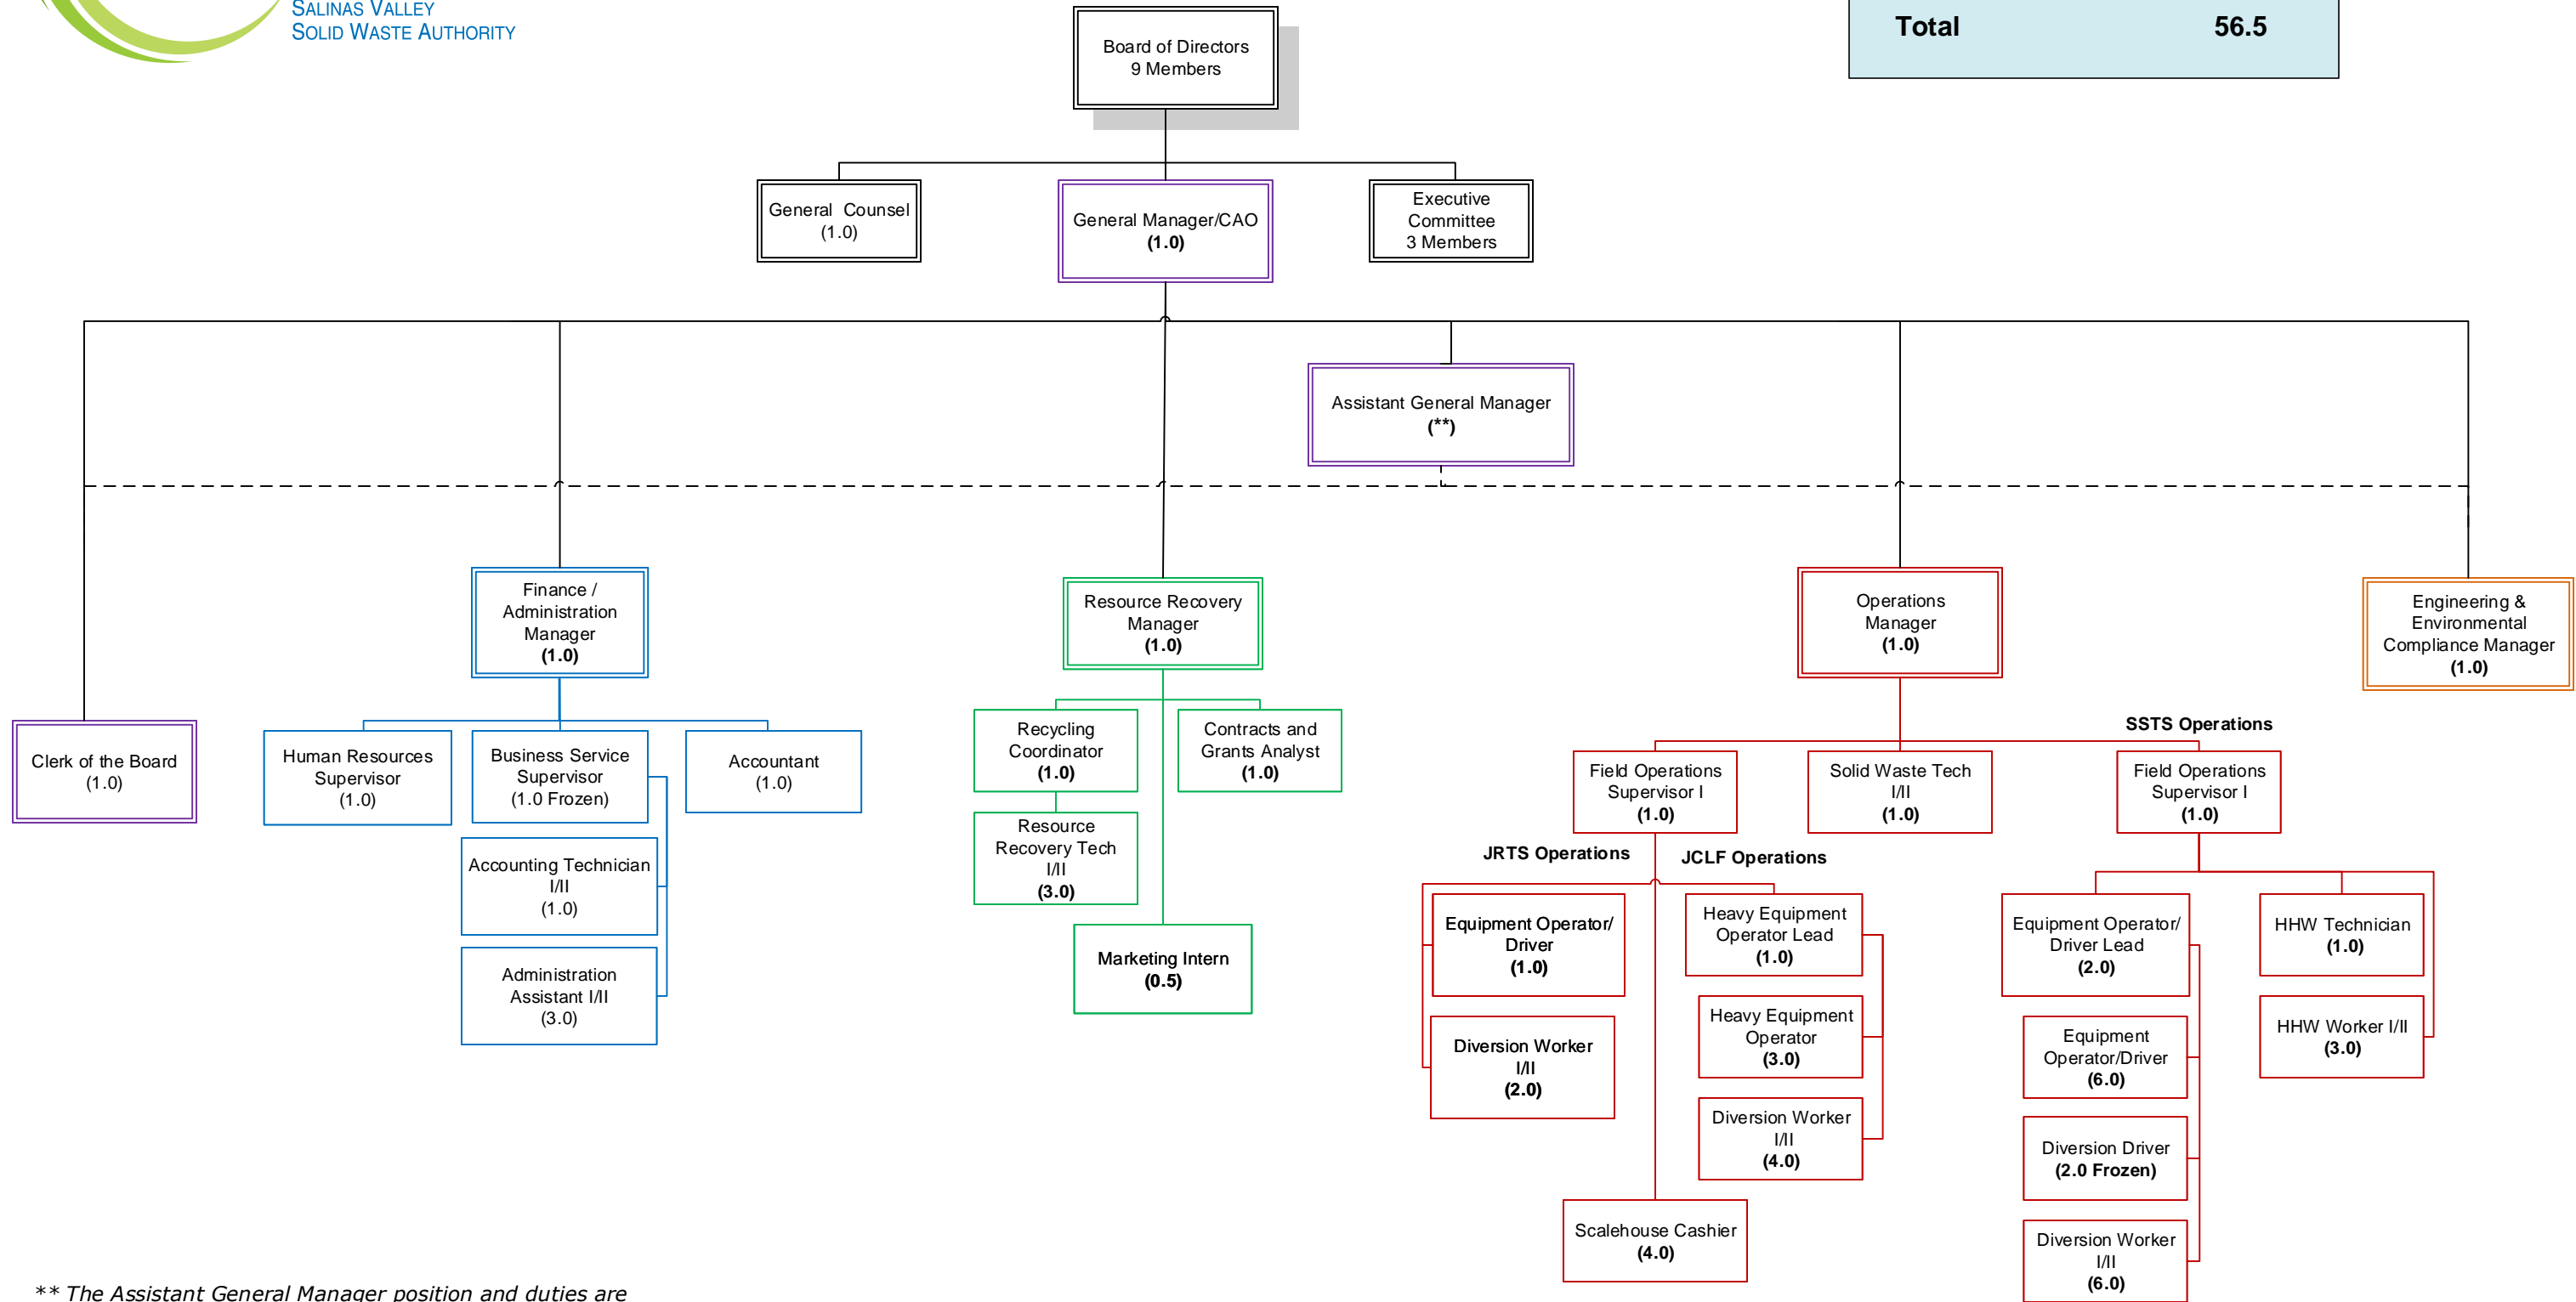 SALINAS VALLEY
SOLID WASTE AUTHORITY
Total 56.5
Board of Directors
9 Members
General Counsel
(1.0)
General Manager/CAO
(1.0)
Executive
Committee
3 Members
Assistant General Manager
(**)
Finance /
Administration
Manager
(1.0)
Resource Recovery
Manager
(1.0)
Operations
Manager
(1.0)
Engineering &
Environmental
Compliance Manager
(1.0)
Clerk of the Board
(1.0)
Human Resources
Supervisor
(1.0)
Business Service
Supervisor
(1.0 Frozen)
Accountant
(1.0)
Accounting Technician
I/II
(1.0)
Administration
Assistant I/II
(3.0)
Recycling
Coordinator
(1.0)
Contracts and
Grants Analyst
(1.0)
Resource
Recovery Tech
I/II
(3.0)
Marketing Intern
(0.5)
SSTS Operations
Field Operations
Supervisor I
(1.0)
Solid Waste Tech
I/II
(1.0)
Field Operations
Supervisor I
(1.0)
JRTS Operations
JCLF Operations
Equipment Operator/
Driver
(1.0)
Diversion Worker
I/II
(2.0)
Heavy Equipment
Operator Lead
(1.0)
Heavy Equipment
Operator
(3.0)
Diversion Worker
I/II
(4.0)
Scalehouse Cashier
(4.0)
Equipment Operator/
Driver Lead
(2.0)
Equipment
Operator/Driver
(6.0)
Diversion Driver
(2.0 Frozen)
Diversion Worker
I/II
(6.0)
HHW Technician
(1.0)
HHW Worker I/II
(3.0)
** The Assistant General Manager position and duties are